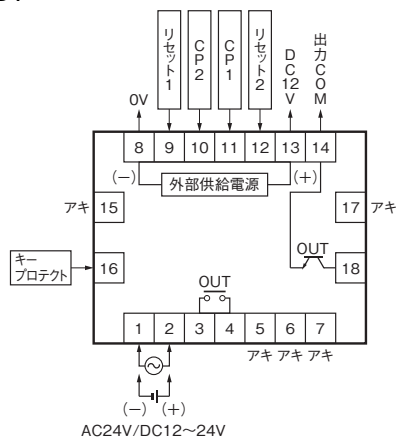 リセット1
CP2
CP1
リセット2
DC12V
出力COM
0V
8 9 10 11 12 13 14
(−) 外部供給電源 (+)
アキ 15
17 アキ
キー
プロテクト
16
OUT
18
OUT
1 2 3 4 5 6 7
アキ アキ アキ
(−) (+)
AC24V/DC12～24V